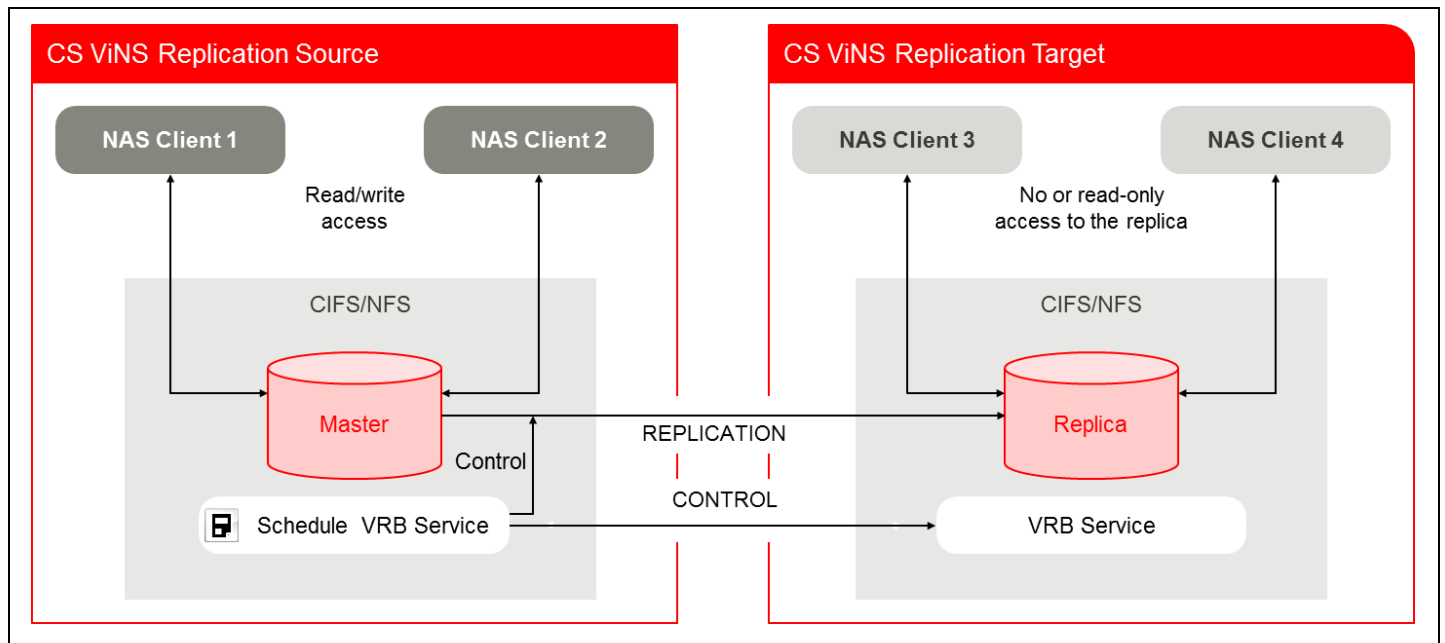 CS ViNS Replication Source
CS ViNS Replication Target
NAS Client 1
NAS Client 2
NAS Client 3
NAS Client 4
Read/write
access
No or read-only
access to the replica
CIFS/NFS
CIFS/NFS
Master
Replica
REPLICATION
Control
CONTROL
Schedule VRB Service
VRB Service